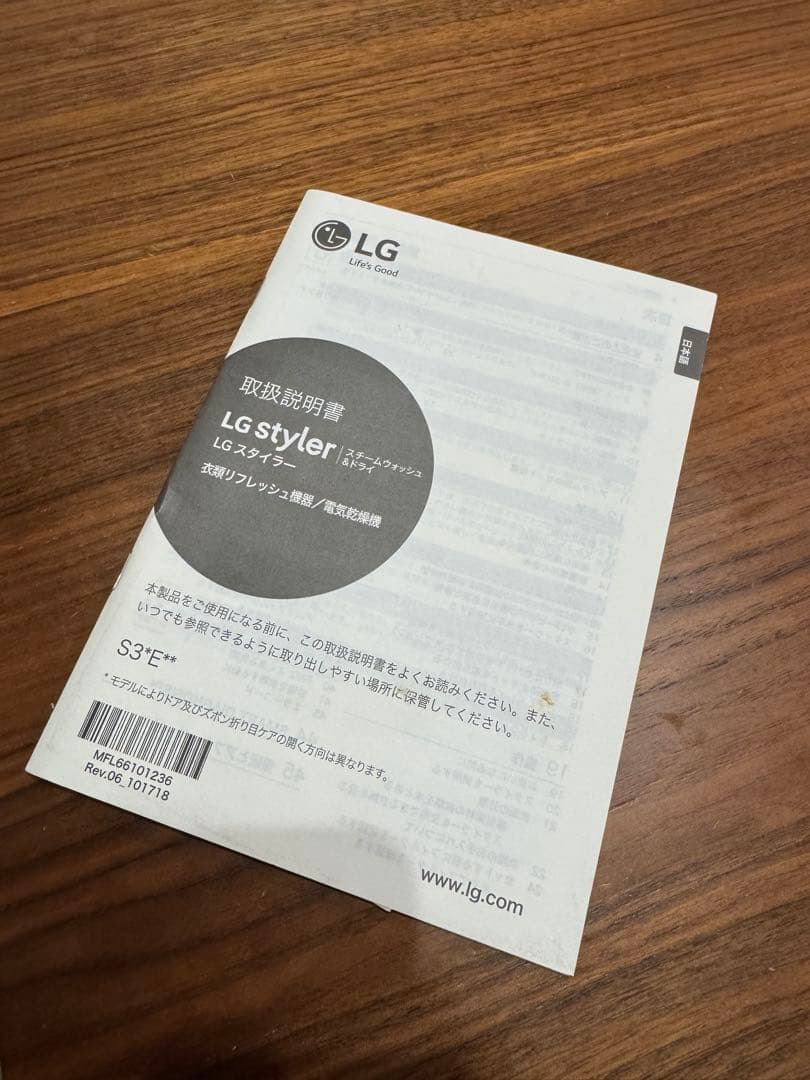 LG
Life's Good
日本語
取扱説明書
LG styler
スチームウォッシュ
&ドライ
LG スタイラー
衣類リフレッシュ機器/電気乾燥機
本製品をご使用になる前に、この取扱説明書をよくお読みください。また、
いつでも参照できるように取り出しやすい場所に保管してください。
S3*E**
* モデルによりドア及びズボン折り目ケアの開く方向は異なります。
MFL66101236
Rev.06_101718
www.lg.com